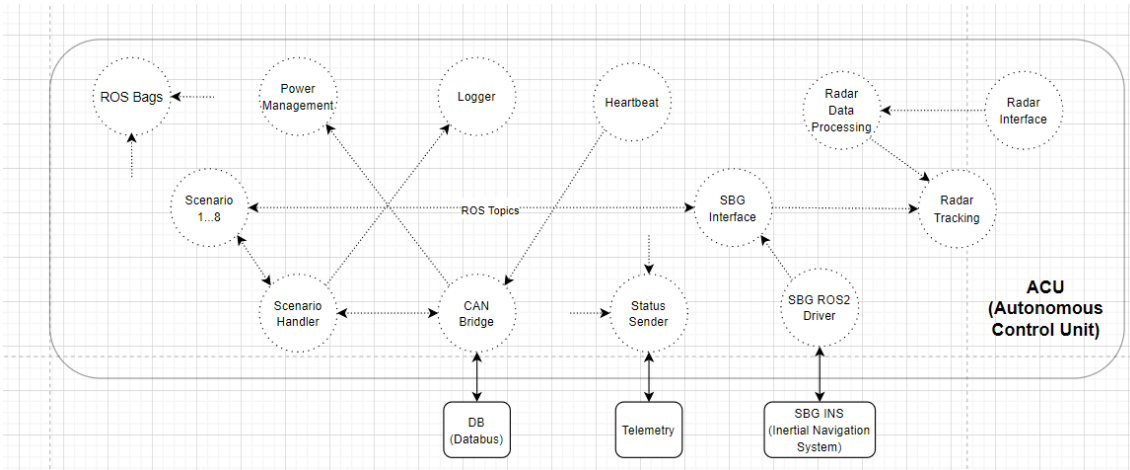 ROS Bags
Power
Management
Logger
Heartbeat
Radar
Data
Processing
Radar
Interface
Scenario
1...8
ROS Topics
SBG
Interface
Radar
Tracking
Scenario
Handler
CAN
Bridge
Status
Sender
SBG ROS2
Driver
ACU
(Autonomous
Control Unit)
DB
(Databus)
Telemetry
SBG INS
(Inertial Navigation
System)